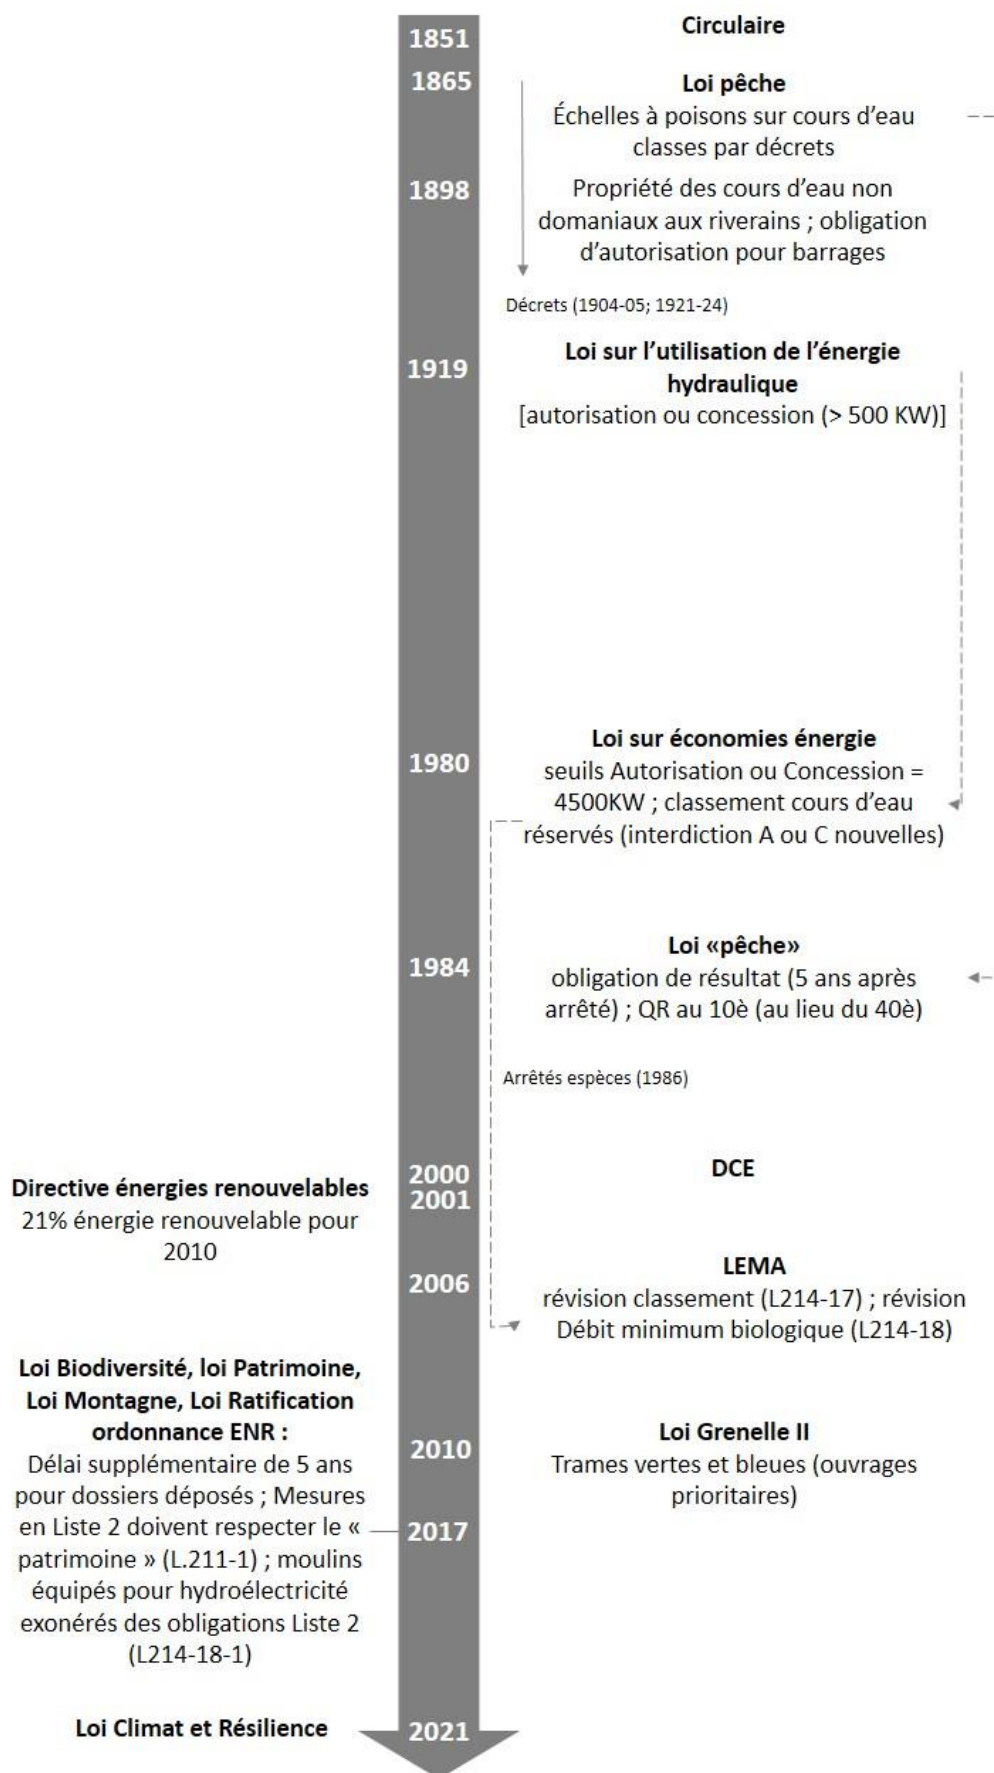 1851
Circulaire
1865
Loi pêche
Échelles à poisons sur cours d'eau
classes par décrets
1898
Propriété des cours d'eau non
domaniaux aux riverains ; obligation
d'autorisation pour barrages
Décrets (1904-05; 1921-24)
1919
Loi sur l'utilisation de l'énergie
hydraulique
[autorisation ou concession (> 500 KW)]
1980
Loi sur économies énergie
seuils Autorisation ou Concession =
4500KW ; classement cours d'eau
réservés (interdiction A ou C nouvelles)
1984
Loi «pêche»
obligation de résultat (5 ans après
arrêté) ; QR au 10è (au lieu du 40è)
Arrêtés espèces (1986)
2000
DCE
2001
Directive énergies renouvelables
21% énergie renouvelable pour
2010
2006
LEMA
révision classement (L214-17) ; révision
Débit minimum biologique (L214-18)
2010
Loi Grenelle II
Trames vertes et bleues (ouvrages
prioritaires)
Loi Biodiversité, loi Patrimoine,
Loi Montagne, Loi Ratification
ordonnance ENR :
Délai supplémentaire de 5 ans
pour dossiers déposés ; Mesures
en Liste 2 doivent respecter le «
patrimoine » (L.211-1) ; moulins
équipés pour hydroélectricité
exonérés des obligations Liste 2
(L214-18-1)
2017
Loi Climat et Résilience
2021